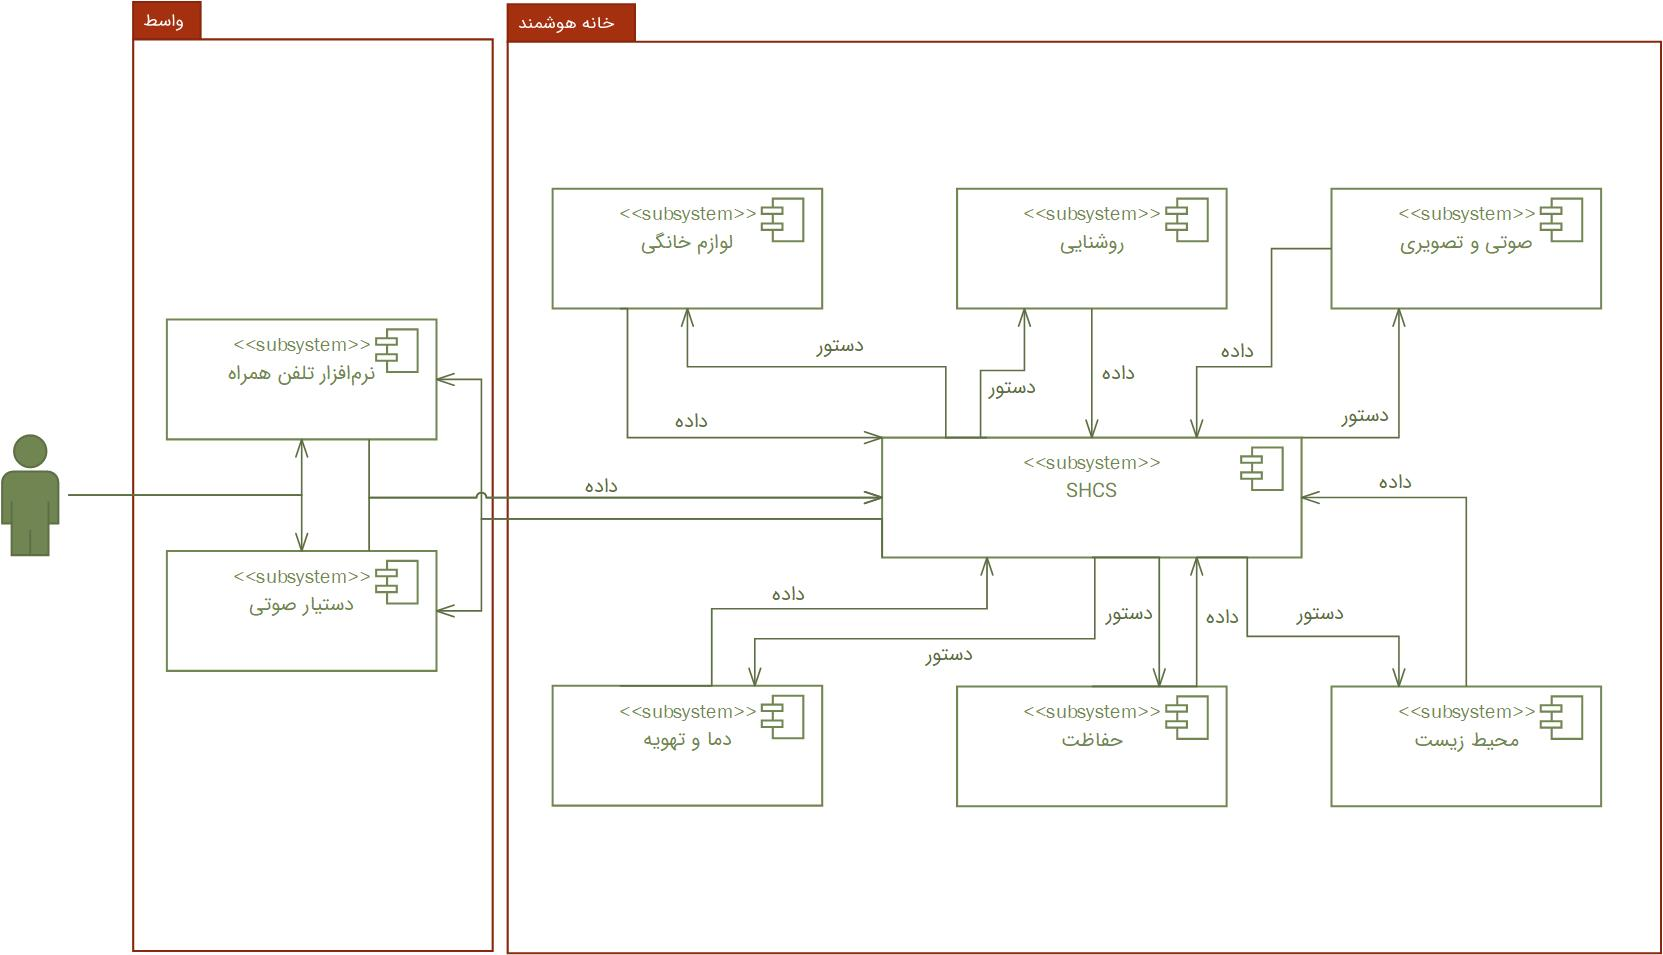 واسط
خانه هوشمند
<<subsystem>>
لوازم خانگی
<<subsystem>>
روشنایی
<<subsystem>>
صوتی و تصویری
<<subsystem>>
نرم‌افزار تلفن همراه
دستور
دستور
داده
داده
داده
دستور
<<subsystem>>
SHCS
داده
داده
<<subsystem>>
دستیار صوتی
داده
دستور
دستور
داده
دستور
<<subsystem>>
دما و تهویه
<<subsystem>>
حفاظت
<<subsystem>>
محیط زیست